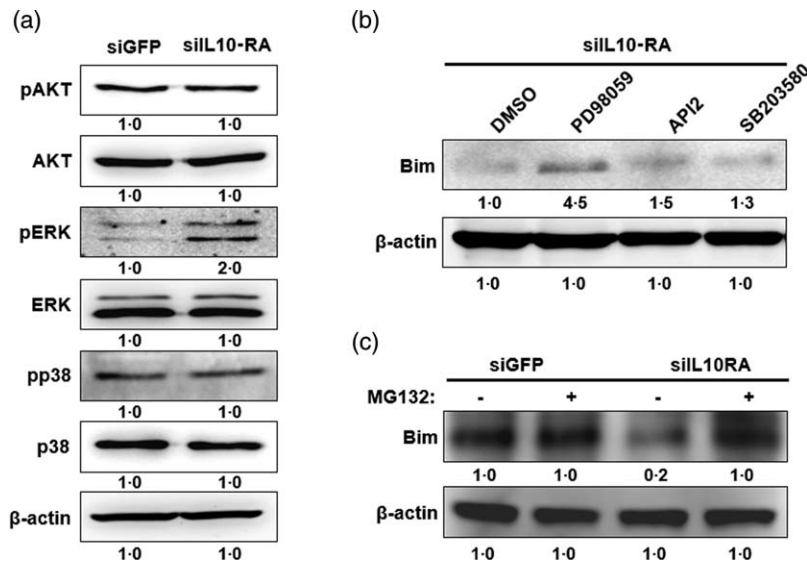 (a)
siGFP siIL10-RA
pAKT
1·0 1·0
AKT
1·0 1·0
pERK
1·0 2·0
ERK
1·0 1·0
pp38
1·0 1·0
p38
1·0 1·0
β-actin
1·0 1·0
(b)
siIL10-RA
DMSO PD98059 API2 SB203580
Bim
1·0 4·5 1·5 1·3
β-actin
1·0 1·0 1·0 1·0
(c)
siGFP siIL10RA
MG132: - + - +
Bim
1·0 1·0 0·2 1·0
β-actin
1·0 1·0 1·0 1·0